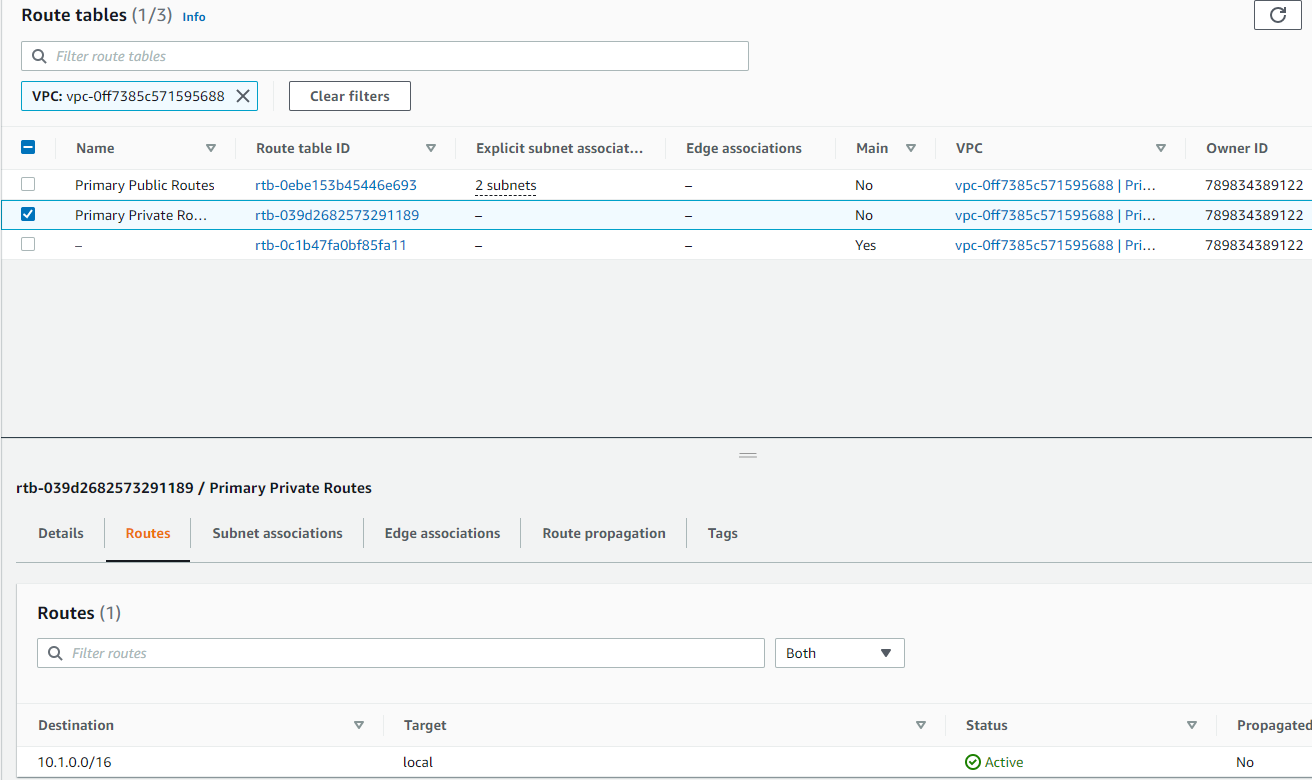 Route tables (1/3) Info
Filter route tables
VPC: vpc-0ff7385c571595688 Clear filters
Name Route table ID Explicit subnet associat... Edge associations Main VPC Owner ID
Primary Public Routes rtb-0ebe153b45446e693 2 subnets – No vpc-0ff7385c571595688 | Pri... 789834389122
Primary Private Ro... rtb-039d2682573291189 – – No vpc-0ff7385c571595688 | Pri... 789834389122
– rtb-0c1b47fa0bf85fa11 – – Yes vpc-0ff7385c571595688 | Pri... 789834389122
rtb-039d2682573291189 / Primary Private Routes
Details Routes Subnet associations Edge associations Route propagation Tags
Routes (1)
Filter routes Both
Destination Target Status Propagated
10.1.0.0/16 local Active No